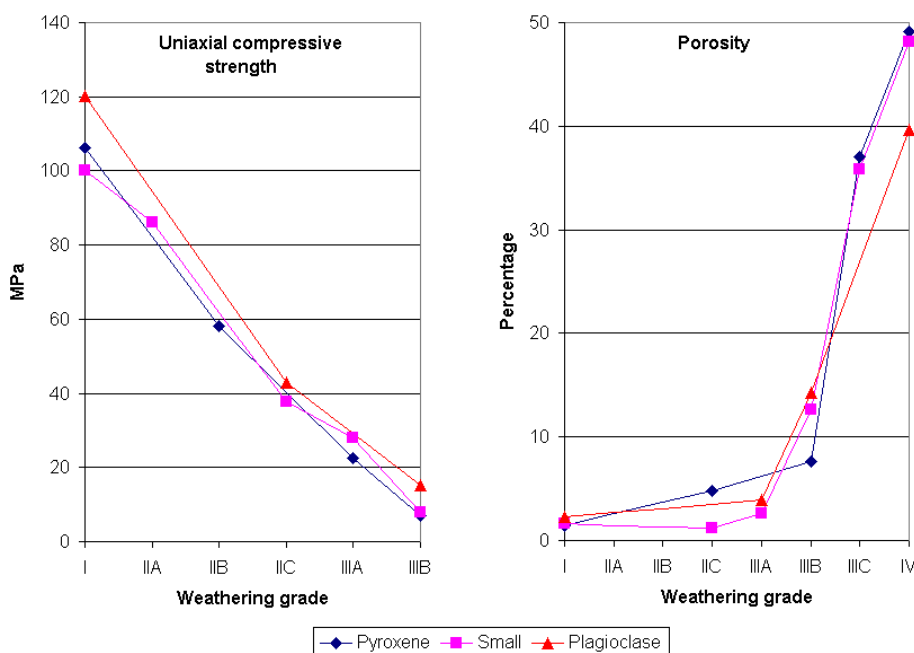 Uniaxial compressive
strength
140
120
100
80
60
40
20
0
MPa
I IIA IIB IIC IIIA IIIB
Weathering grade
Porosity
50
40
30
20
10
0
Percentage
I IIA IIB IIC IIIA IIIB IIIC IV
Weathering grade
Pyroxene Small Plagioclase